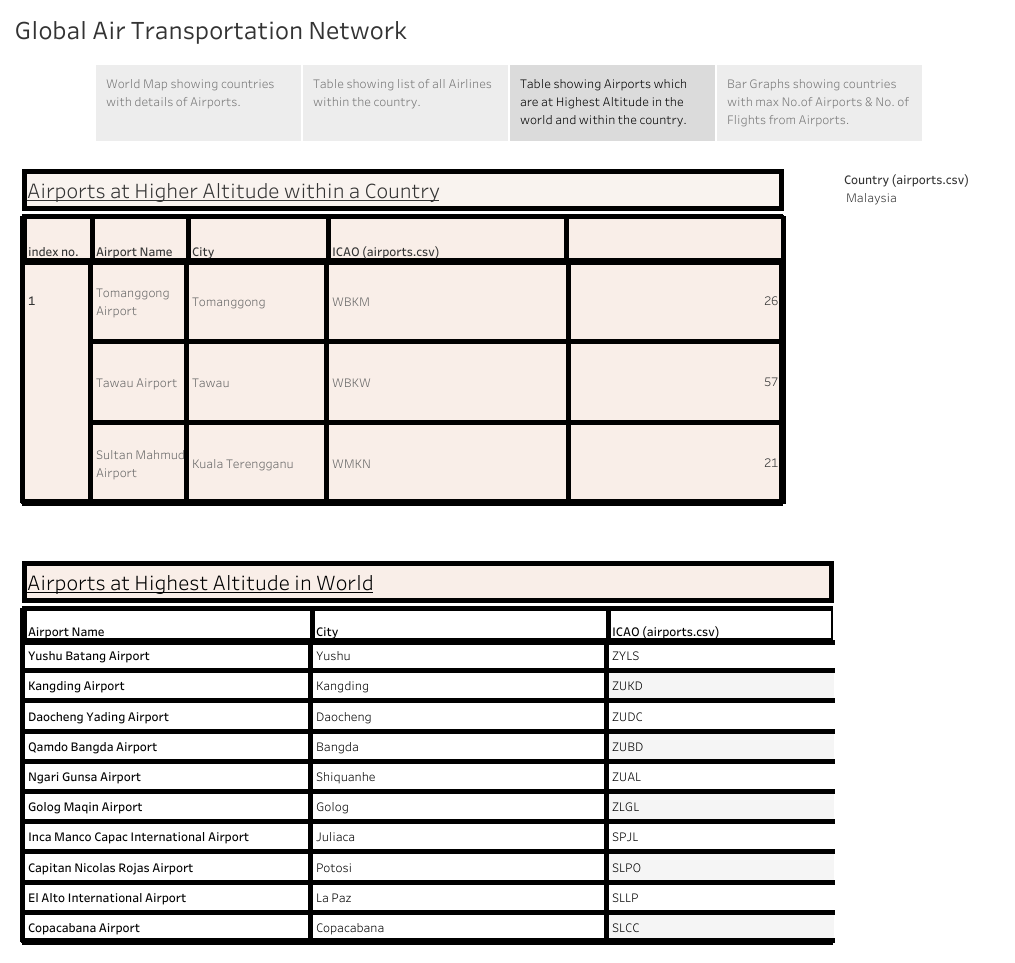 Global Air Transportation Network
World Map showing countries
with details of Airports.
Table showing list of all Airlines
within the country.
Table showing Airports which
are at Highest Altitude in the
world and within the country.
Bar Graphs showing countries
with max No.of Airports & No. of
Flights from Airports.
Airports at Higher Altitude within a Country
Country (airports.csv)
Malaysia
index no. Airport Name City ICAO (airports.csv)
1 Tomanggong Airport Tomanggong WBKM 26
Tawau Airport Tawau WBKW 57
Sultan Mahmud Airport Kuala Terengganu WMKN 21
Airports at Highest Altitude in World
Airport Name City ICAO (airports.csv)
Yushu Batang Airport Yushu ZYLS
Kangding Airport Kangding ZUKD
Daocheng Yading Airport Daocheng ZUDC
Qamdo Bangda Airport Bangda ZUBD
Ngari Gunsa Airport Shiquanhe ZUAL
Golog Maqin Airport Golog ZLGL
Inca Manco Capac International Airport Juliaca SPJL
Capitan Nicolas Rojas Airport Potosi SLPO
El Alto International Airport La Paz SLLP
Copacabana Airport Copacabana SLCC